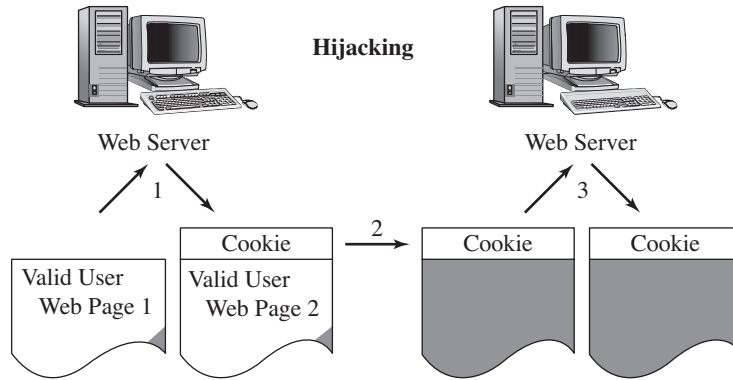 Hijacking
Web Server
Web Server
1
2
3
Cookie
Cookie
Cookie
Valid User
Web Page 1
Valid User
Web Page 2